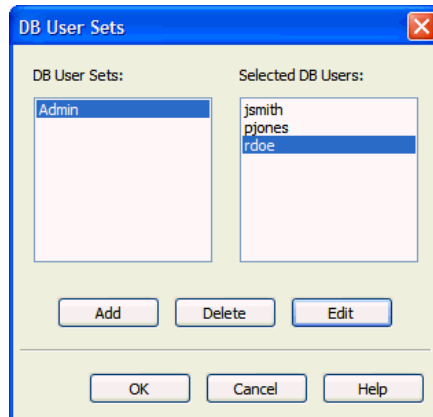 DB User Sets
DB User Sets:
Selected DB Users:
Admin
jsmith
pjones
rdoe
Add
Delete
Edit
OK
Cancel
Help